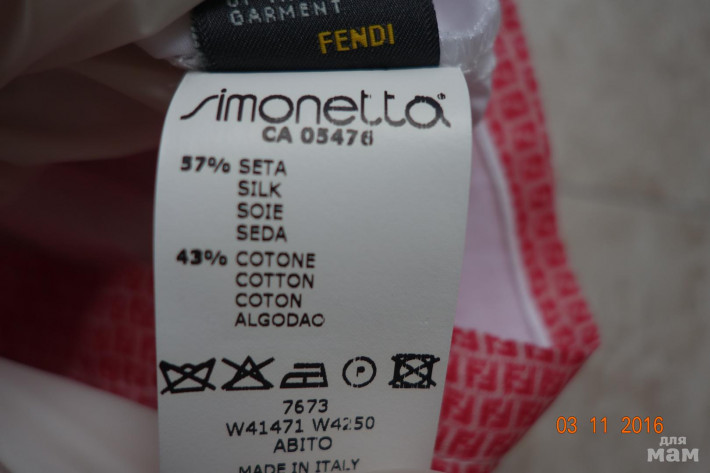 GARMENT
FENDI
simonetta
CA 05476
57% SETA
SILK
SOIE
SEDA
43% COTONE
COTTON
COTON
ALGODAO
P
7673
W41471 W4250
ABITO
MADE IN ITALY
03 11 2016
для
мам